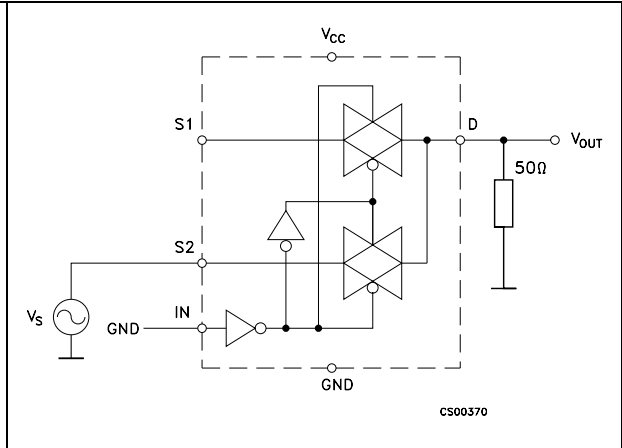 VCC
S1
D
VOUT
50Ω
S2
IN
VS
GND
GND
CS00370